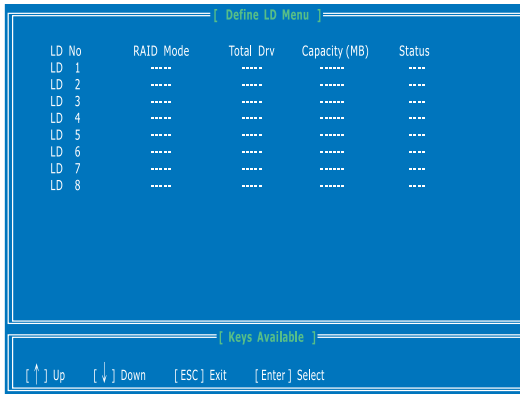 [ Define LD Menu ]
LD No RAID Mode Total Drv Capacity (MB) Status
LD 1 ----- ----- ------ ----
LD 2 ----- ----- ------ ----
LD 3 ----- ----- ------ ----
LD 4 ----- ----- ------ ----
LD 5 ----- ----- ------ ----
LD 6 ----- ----- ------ ----
LD 7 ----- ----- ------ ----
LD 8 ----- ----- ------ ----
[ Keys Available ]
[ ↑ ] Up [ ↓ ] Down [ ESC ] Exit [ Enter ] Select